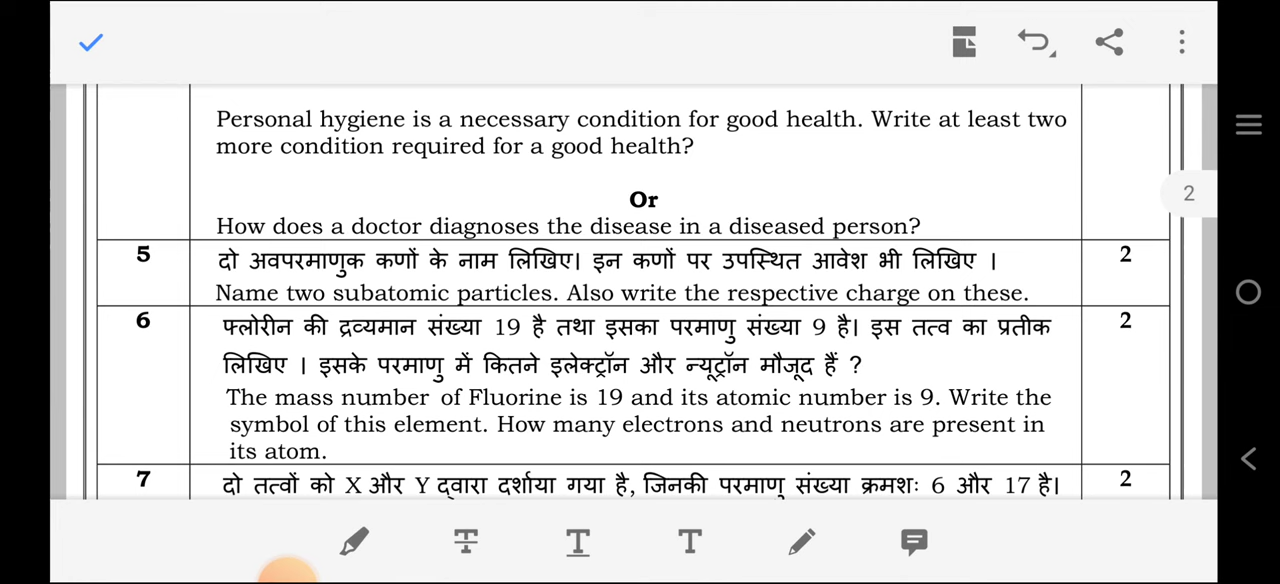 Personal hygiene is a necessary condition for good health. Write at least two
more condition required for a good health?
Or
How does a doctor diagnoses the disease in a diseased person?
5
दो अवपरमाणुक कणों के नाम लिखिए। इन कणों पर उपस्थित आवेश भी लिखिए ।
2
Name two subatomic particles. Also write the respective charge on these.
6
फ्लोरीन की द्रव्यमान संख्या 19 है तथा इसका परमाणु संख्या 9 है। इस तत्व का प्रतीक
2
लिखिए । इसके परमाणु में कितने इलेक्ट्रॉन और न्यूट्रॉन मौजूद हैं ?
The mass number of Fluorine is 19 and its atomic number is 9. Write the
symbol of this element. How many electrons and neutrons are present in
its atom.
7
दो तत्वों को X और Y द्वारा दर्शाया गया है, जिनकी परमाणु संख्या क्रमशः 6 और 17 है।
2
2
T
T
T